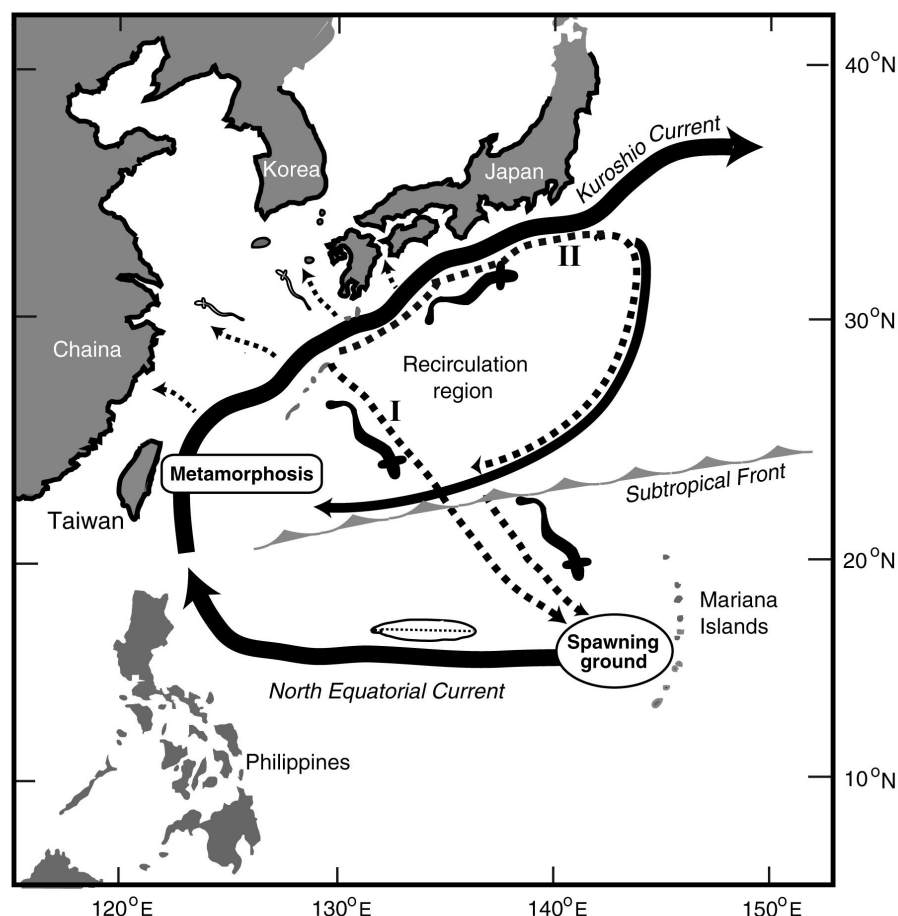 40°N
Kuroshio Current
Korea
Japan
II
30°N
Chaina
Recirculation
region
I
Metamorphosis
Subtropical Front
Taiwan
20°N
Mariana
Islands
Spawning
ground
North Equatorial Current
Philippines
10°N
120°E
130°E
140°E
150°E